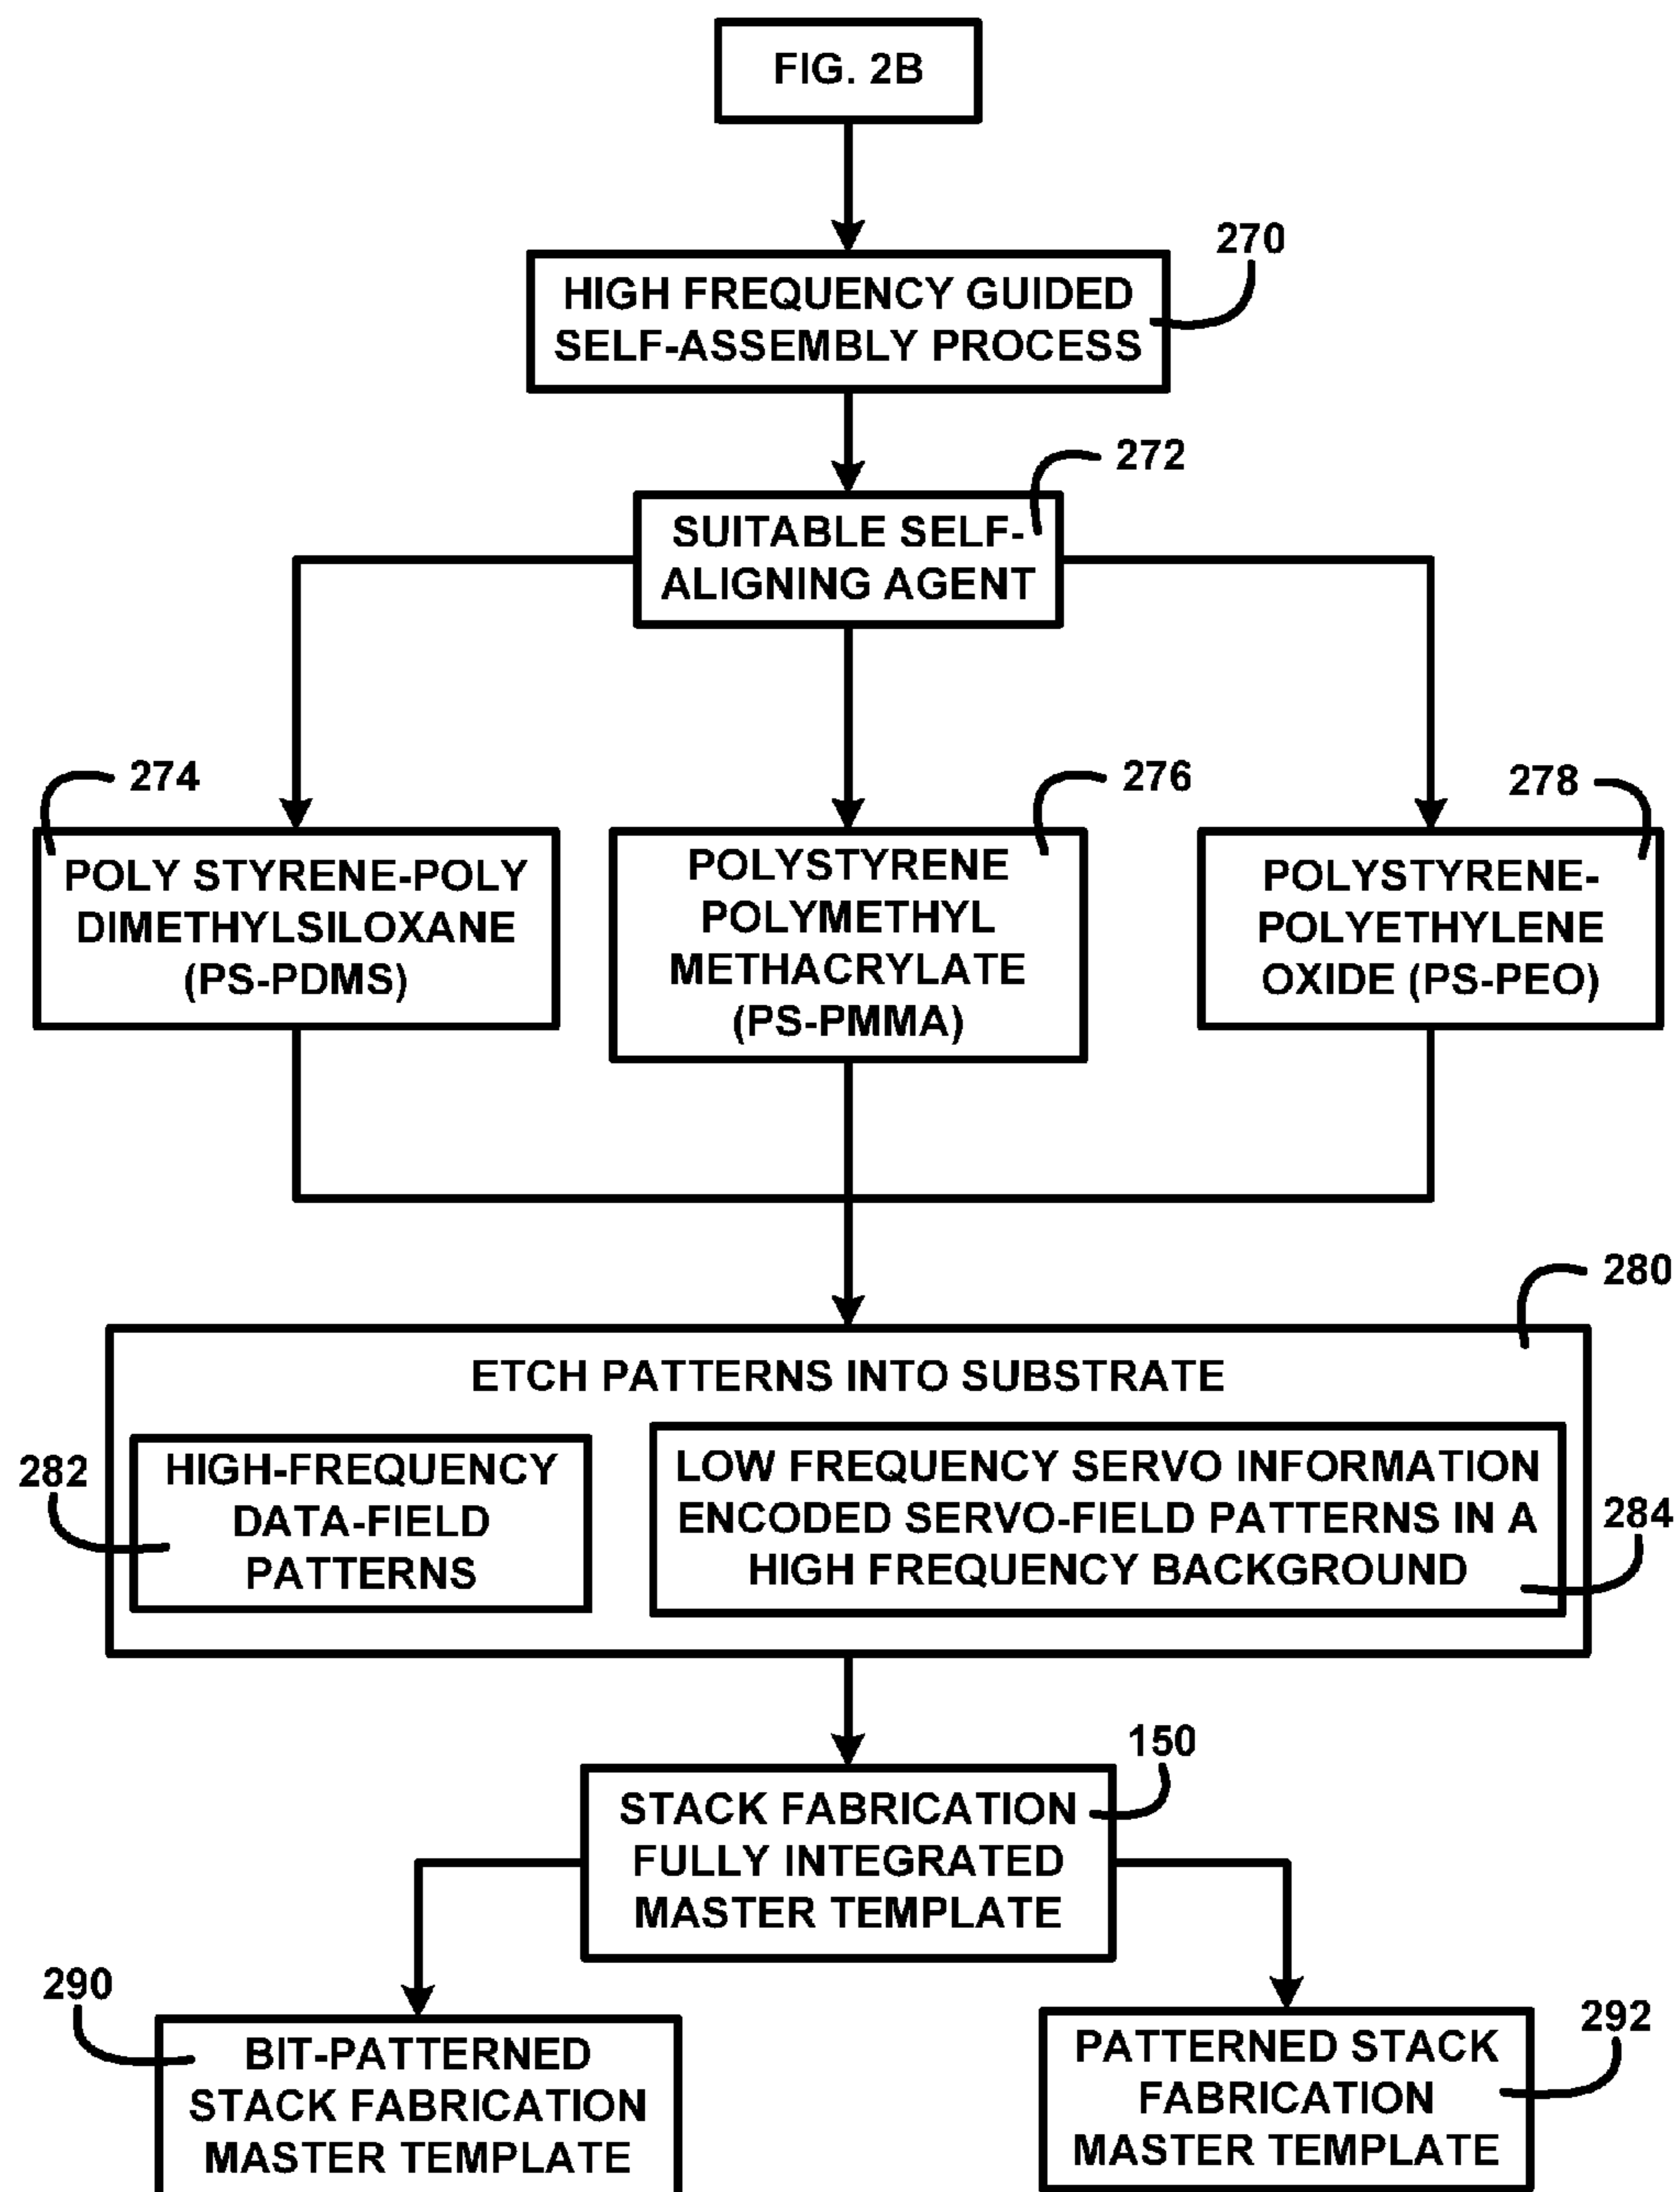 FIG. 2B
270
HIGH FREQUENCY GUIDED
SELF-ASSEMBLY PROCESS
272
SUITABLE SELF-
ALIGNING AGENT
274
POLY STYRENE-POLY
DIMETHYLSILOXANE
(PS-PDMS)
276
POLYSTYRENE
POLYMETHYL
METHACRYLATE
(PS-PMMA)
278
POLYSTYRENE-
POLYETHYLENE
OXIDE (PS-PEO)
280
ETCH PATTERNS INTO SUBSTRATE
282
HIGH-FREQUENCY
DATA-FIELD
PATTERNS
LOW FREQUENCY SERVO INFORMATION
ENCODED SERVO-FIELD PATTERNS IN A
HIGH FREQUENCY BACKGROUND
284
150
STACK FABRICATION
FULLY INTEGRATED
MASTER TEMPLATE
290
BIT-PATTERNED
STACK FABRICATION
MASTER TEMPLATE
292
PATTERNED STACK
FABRICATION
MASTER TEMPLATE